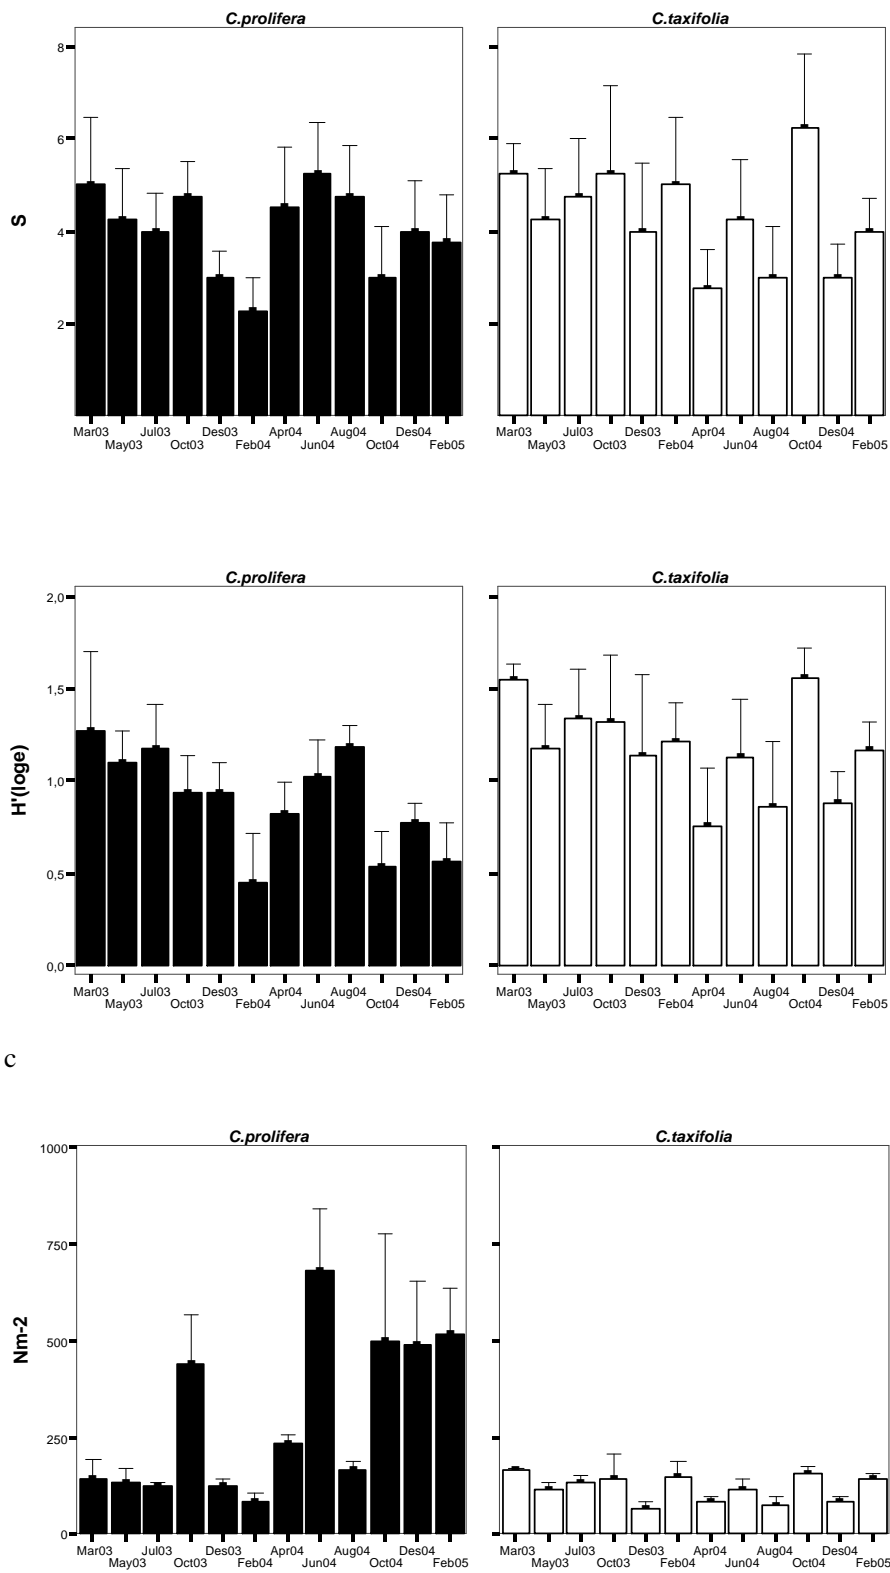 C.prolifera C.taxifolia
8
6
S
4
2
Mar03 Jul03 Des03 Apr04 Aug04 Des04 Mar03 Jul03 Des03 Apr04 Aug04 Des04
May03 Oct03 Feb04 Jun04 Oct04 Feb05 May03 Oct03 Feb04 Jun04 Oct04 Feb05
C.prolifera C.taxifolia
2,0
1,5
H'(loge)
1,0
0,5
0,0
Mar03 Jul03 Des03 Apr04 Aug04 Des04 Mar03 Jul03 Des03 Apr04 Aug04 Des04
May03 Oct03 Feb04 Jun04 Oct04 Feb05 May03 Oct03 Feb04 Jun04 Oct04 Feb05
c
C.prolifera C.taxifolia
1000
750
Nm-2
500
250
0
Mar03 Jul03 Des03 Apr04 Aug04 Des04 Mar03 Jul03 Des03 Apr04 Aug04 Des04
May03 Oct03 Feb04 Jun04 Oct04 Feb05 May03 Oct03 Feb04 Jun04 Oct04 Feb05